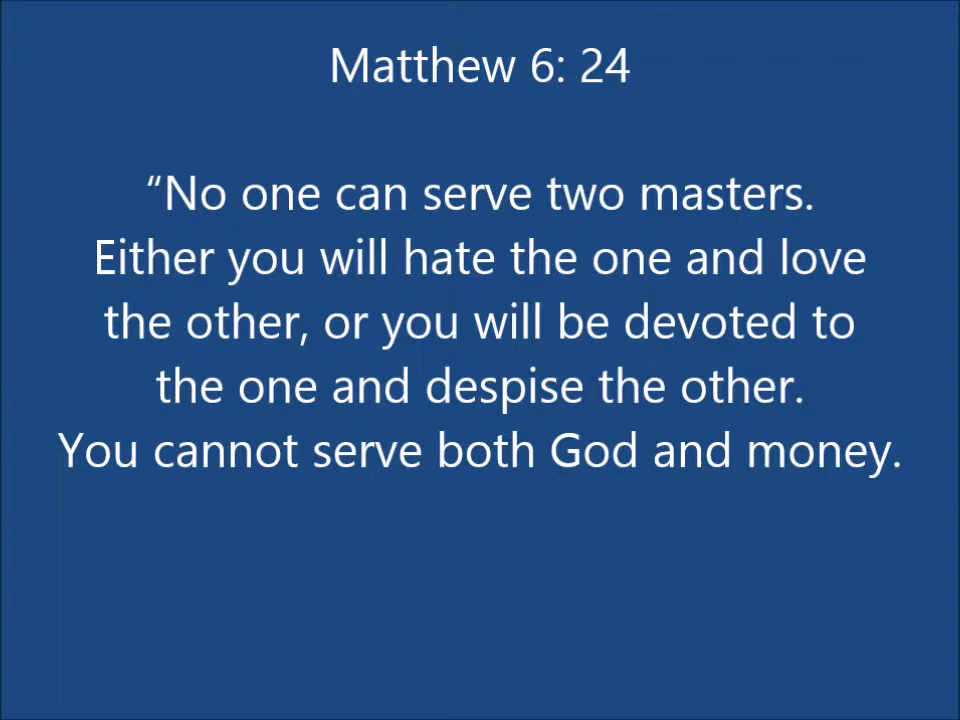 Matthew 6: 24
“No one can serve two masters.
Either you will hate the one and love
the other, or you will be devoted to
the one and despise the other.
You cannot serve both God and money.